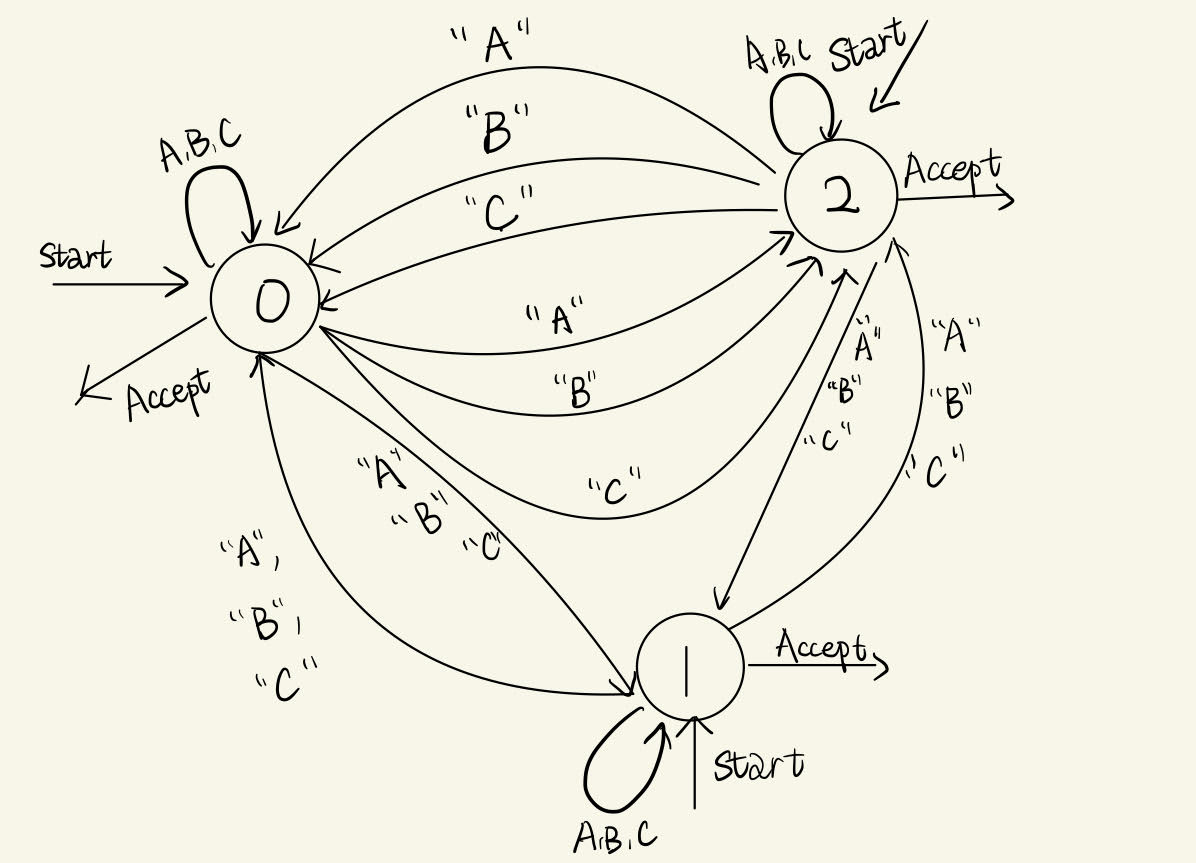 "A"
A,B,C Start
"B"
A,B,C
Accept
2
"C"
Start
0
"A"
"A"
"A"
Accept
"B"
"B"
"B"
"C"
"A"
"C"
"C"
"B"
"C"
"A",
"B",
"C"
1
Accept
Start
A,B,C